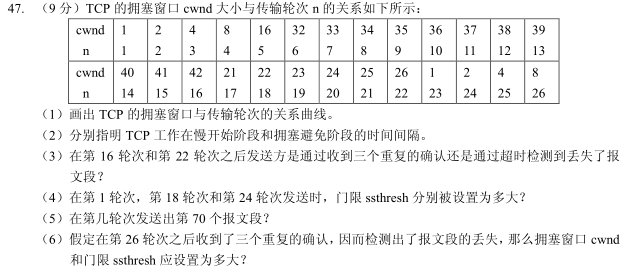 47. （9 分）TCP 的拥塞窗口 cwnd 大小与传输轮次 n 的关系如下所示：
cwnd 1 2 4 8 16 32 33 34 35 36 37 38 39
n 1 2 3 4 5 6 7 8 9 10 11 12 13
cwnd 40 41 42 21 22 23 24 25 26 1 2 4 8
n 14 15 16 17 18 19 20 21 22 23 24 25 26
（1）画出 TCP 的拥塞窗口与传输轮次的关系曲线。
（2）分别指明 TCP 工作在慢开始阶段和拥塞避免阶段的时间间隔。
（3）在第 16 轮次和第 22 轮次之后发送方是通过收到三个重复的确认还是通过超时检测到丢失了报
文段？
（4）在第 1 轮次，第 18 轮次和第 24 轮次发送时，门限 ssthresh 分别被设置为多大？
（5）在第几轮次发送出第 70 个报文段？
（6）假定在第 26 轮次之后收到了三个重复的确认，因而检测出了报文段的丢失，那么拥塞窗口 cwnd
和门限 ssthresh 应设置为多大？